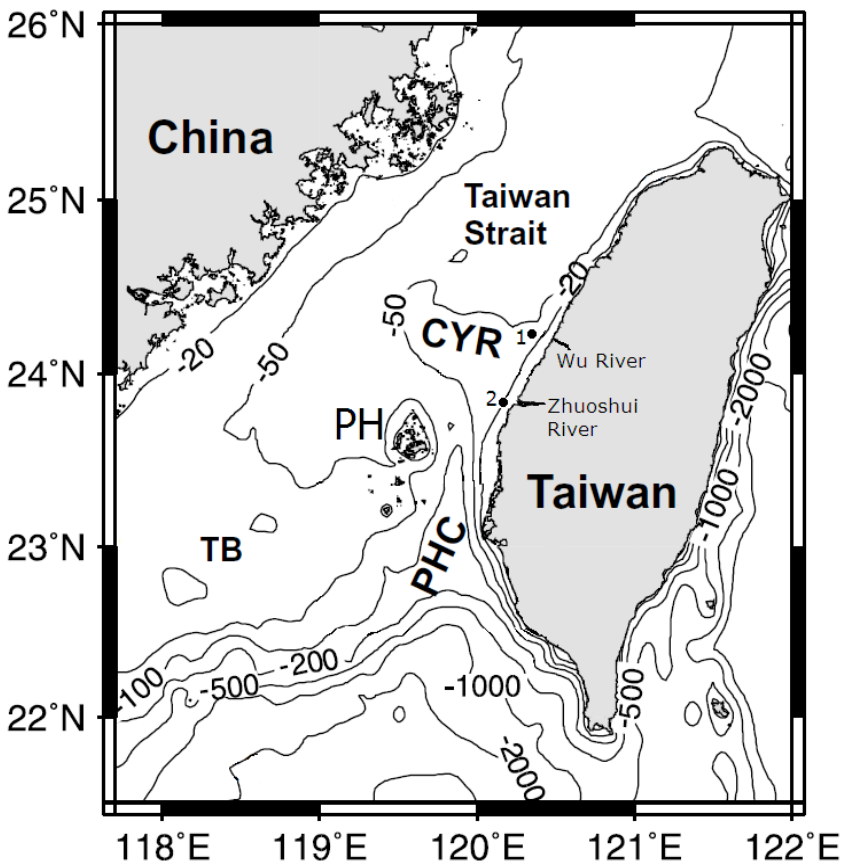 26°N
China
25°N
Taiwan
Strait
-20
-50
CYR
1
Wu River
-20
-50
24°N
2
Zhuoshui
River
-2000
PH
Taiwan
-1000
23°N
TB
PHC
-100
-200
-500
-1000
-500
22°N
-2000
118°E
119°E
120°E
121°E
122°E